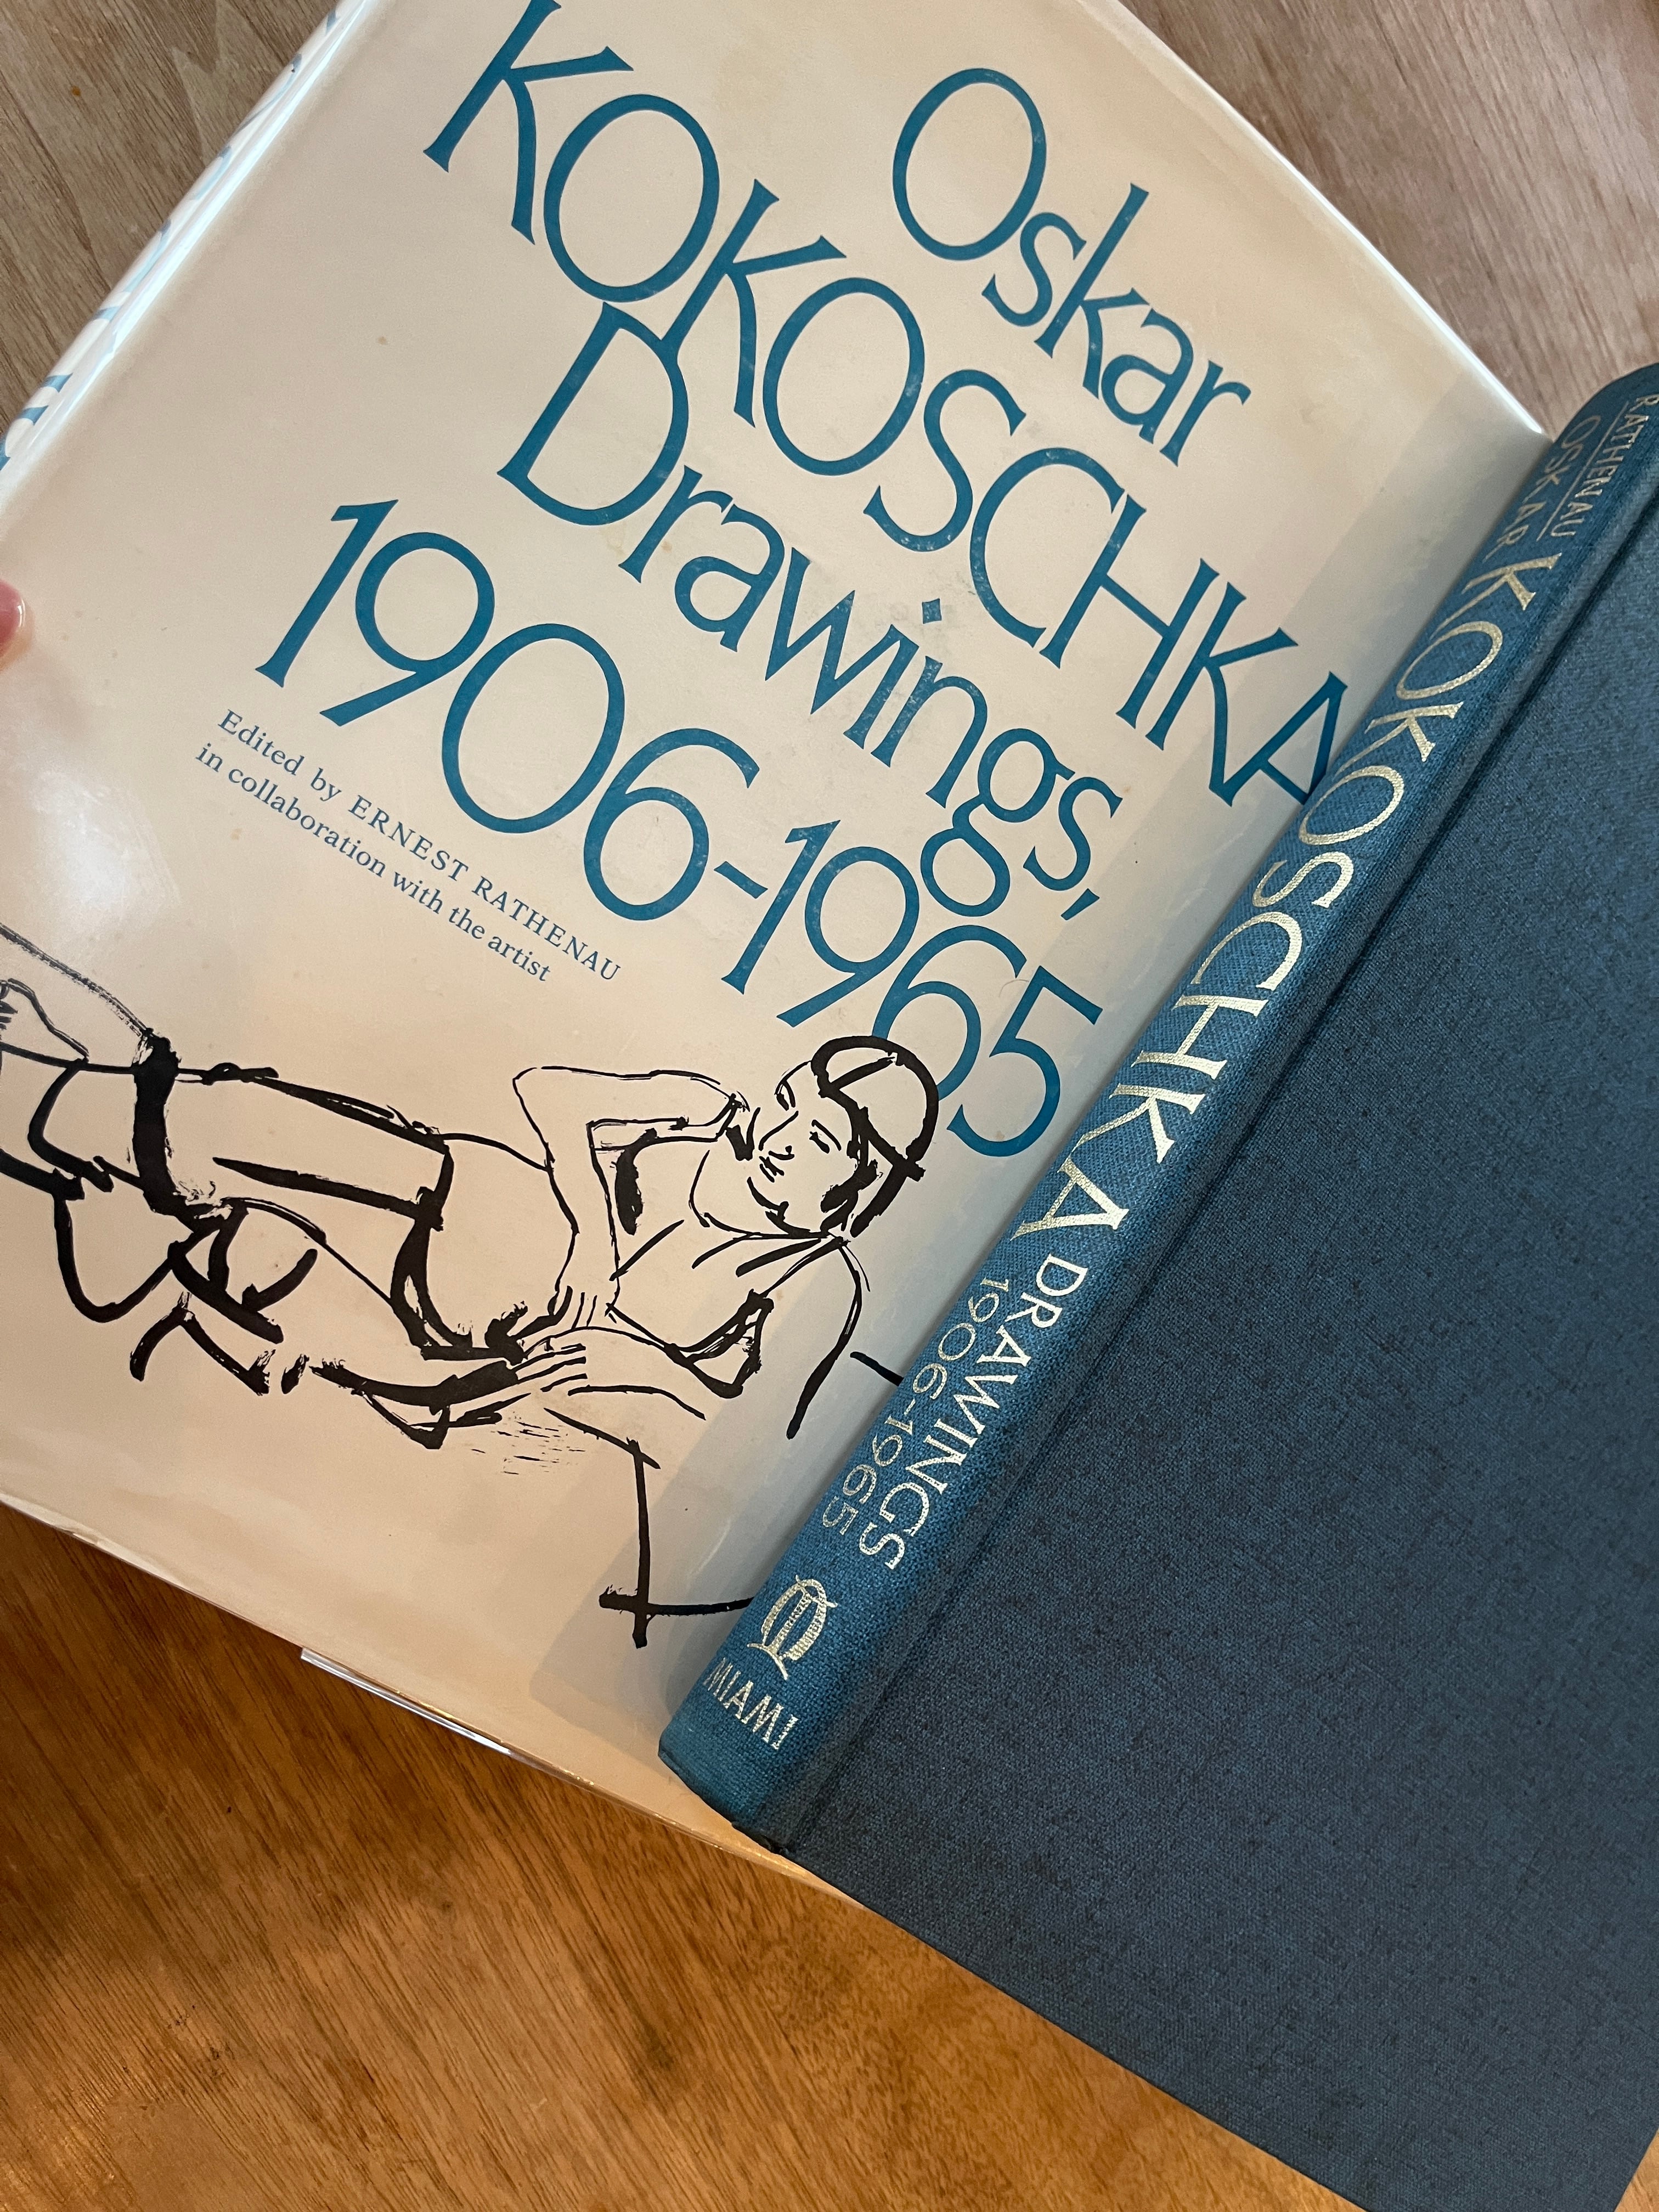 Oskar
KOKOSCHKA
Drawings,
1906-1965
Edited by ERNEST RATHENAU
in collaboration with the artist
RATHENAU
OSKAR KOKOSCHKA DRAWINGS
1906-1965
MIAMI